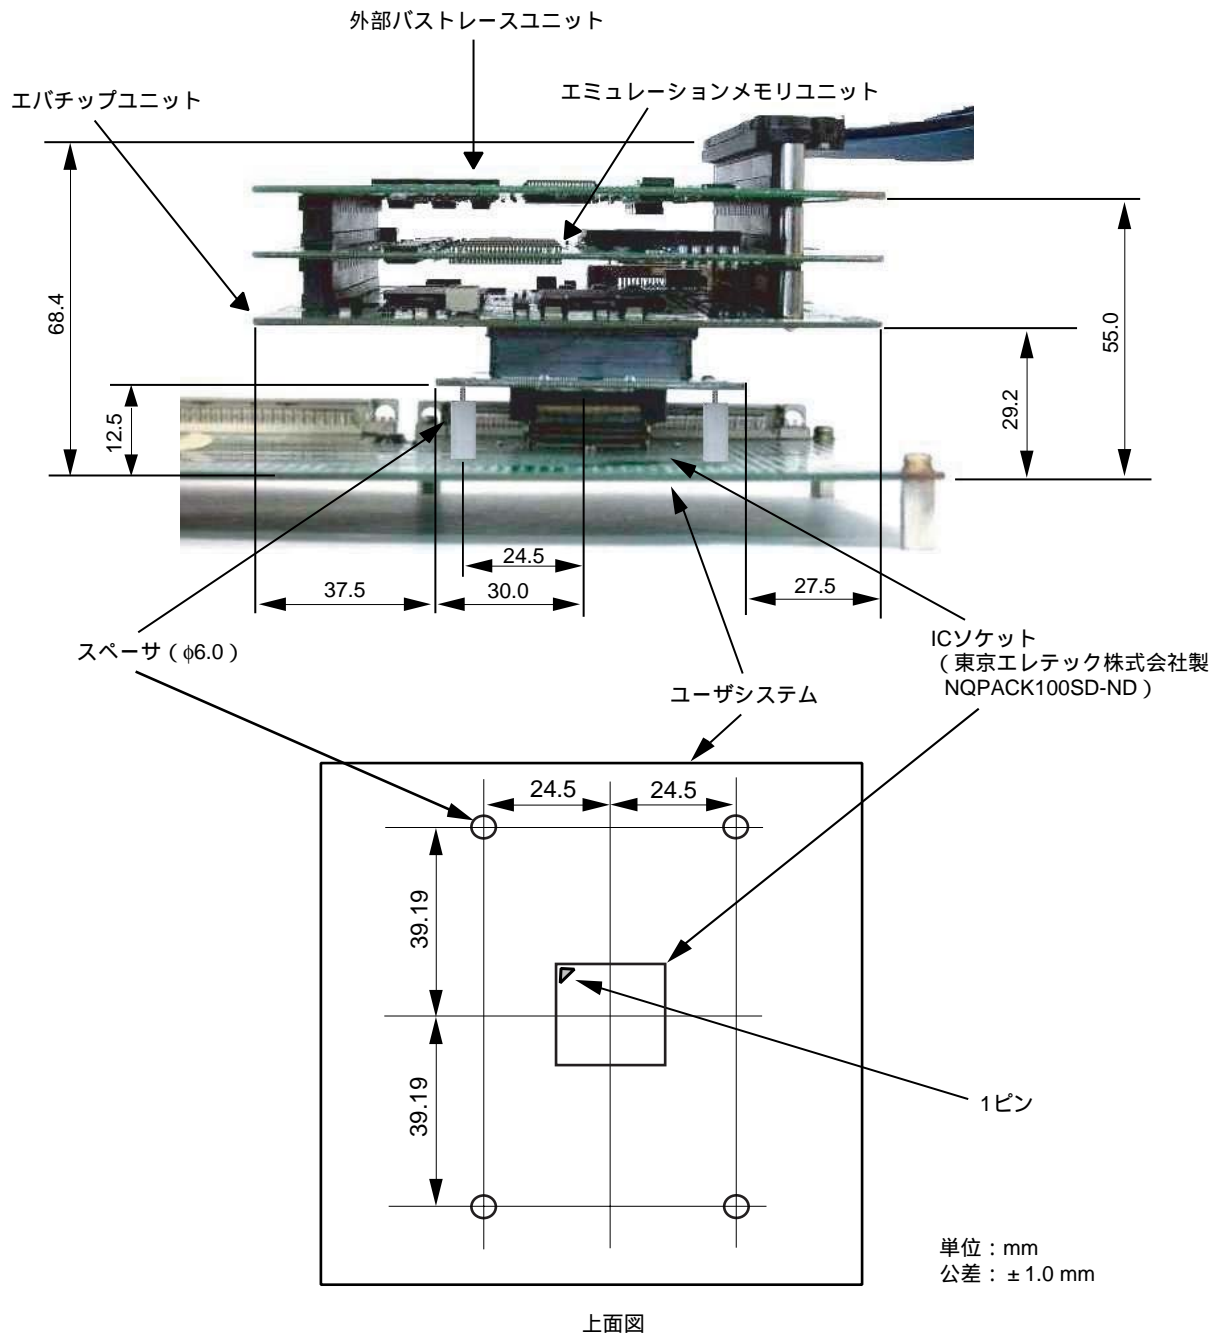 外部バストレースユニット
エバチップユニット
エミュレーションメモリユニット
68.4
12.5
55.0
29.2
24.5
37.5
30.0
27.5
スペーサ（φ6.0）
ICソケット
（東京エレテック株式会社製
NQPACK100SD-ND）
ユーザシステム
24.5
24.5
39.19
39.19
1ピン
単位：mm
公差：±1.0 mm
上面図